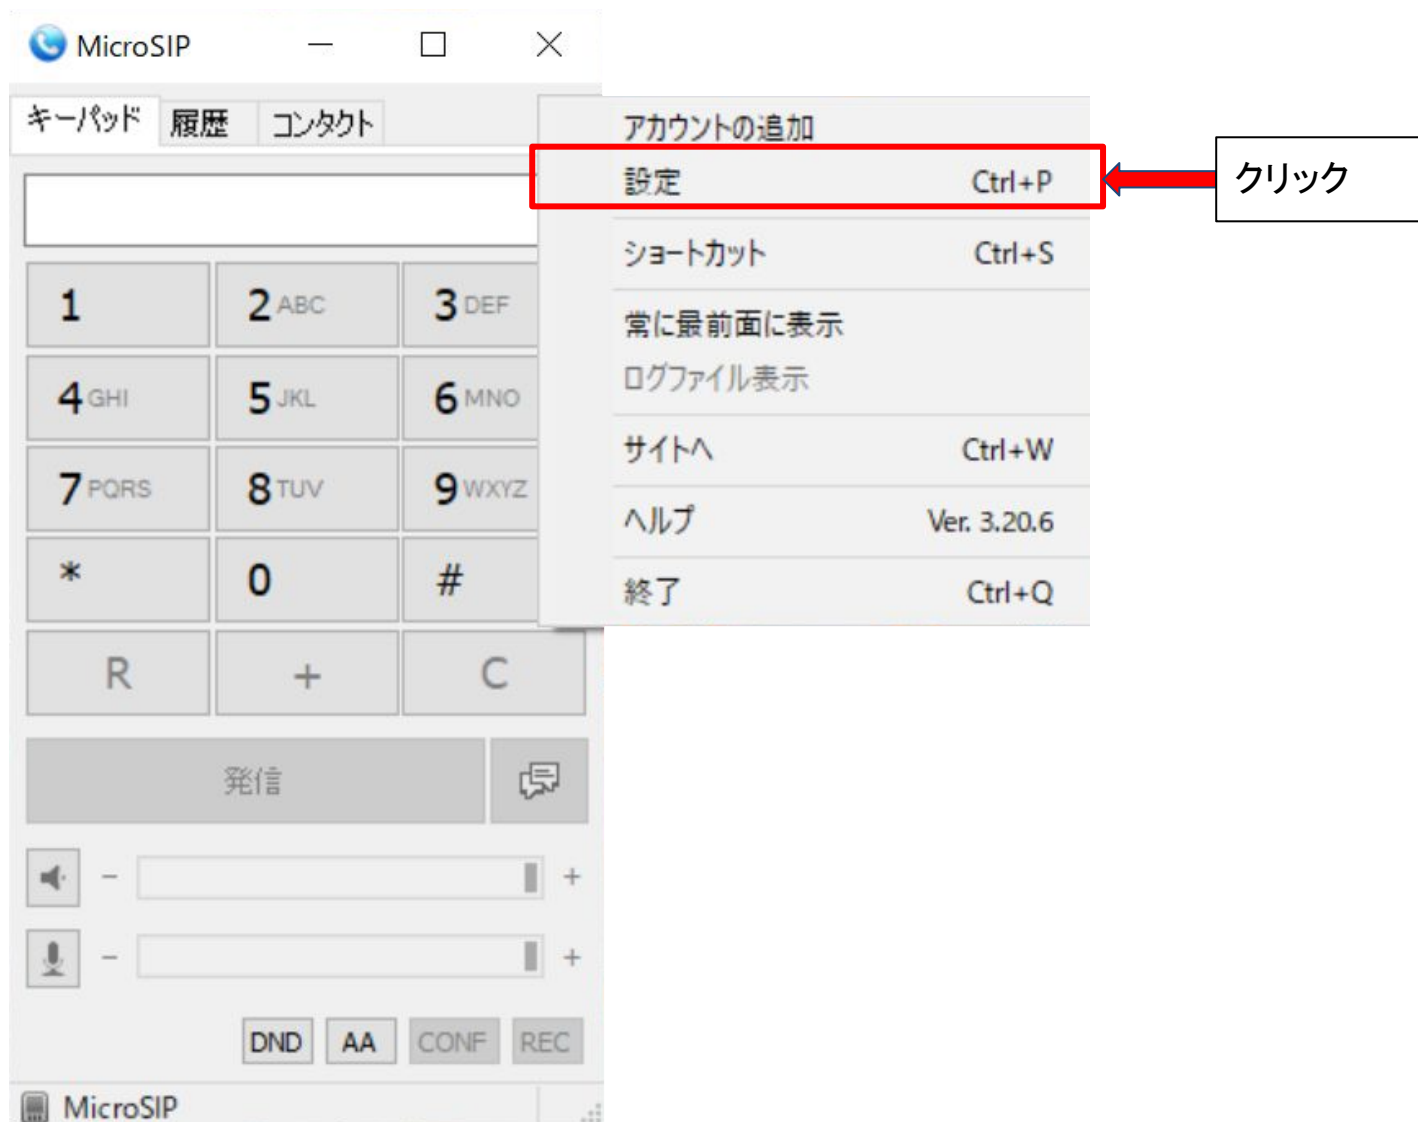 MicroSIP
キーパッド 履歴 コンタクト
アカウントの追加
設定 Ctrl+P
クリック
ショートカット Ctrl+S
常に最前面に表示
ログファイル表示
サイトへ Ctrl+W
ヘルプ Ver. 3.20.6
終了 Ctrl+Q
1 2 ABC 3 DEF
4 GHI 5 JKL 6 MNO
7 PQRS 8 TUV 9 WXYZ
* 0 #
R + C
発信
- +
- +
DND AA CONF REC
MicroSIP